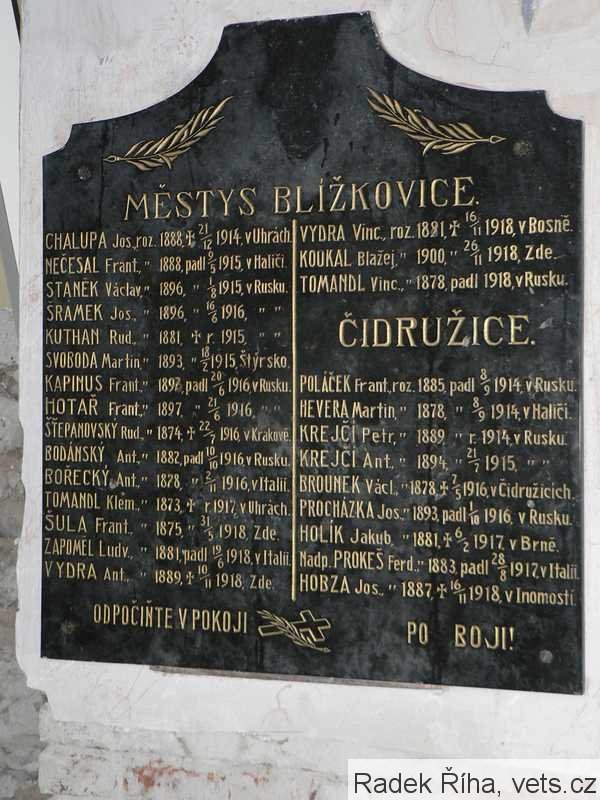 MĚSTYS BLÍŽKOVICE.
CHALUPA Jos., roz. 1888, ✝ 21/12 1914, v Uhrách.
NEČESAL Frant., " 1888, padl 9/5 1915, v Haliči.
STANĚK Václav, " 1896, " 1/8 1915, v Rusku.
ŠRÁMEK Jos., " 1896, " 16/6 1916, " "
KUTHAN Rud., " 1881, ✝ r. 1915, " "
SVOBODA Martin, " 1893, " 18/2 1915, Štýrsko.
KAPINUS Frant., " 1892, padl 20/6 1916 v Rusku.
HOTAŘ Frant., " 1897, " 21/6 1916, " "
ŠTĚPANOVSKÝ Rud., " 1874, ✝ 22/7 1916, v Krakově.
BODÁNSKÝ Ant., " 1882, padl 10/10 1916 v Rusku.
BOŘECKÝ Ant., " 1878, " 2/11 1916, v Italii.
TOMANDL Klem., " 1873, ✝ r 1917, v Uhrách.
ŠULA Frant., " 1875, " 31/5 1918, Zde.
ZAPOMĚL Ludv., " 1881, padl 19/6 1918, v Italii.
VYDRA Ant., " 1889, ✝ 10/11 1918, Zde.
VYDRA Vinc., roz. 1881, ✝ 16/11 1918, v Bosně.
KOUKAL Blažej, " 1900, " 26/11 1918, Zde.
TOMANDL Vinc., " 1878, padl 1918, v Rusku.
ČIDRUŽICE.
POLÁČEK Frant., roz. 1885, padl 8/9 1914, v Rusku.
HEVERA Martin, " 1878, " 8/9 1914, v Haliči.
KREJČÍ Petr, " 1889, " r. 1914, v Rusku.
KREJČÍ Ant., " 1894, " 21/7 1915, " "
BROUNEK Václ., " 1878, ✝ 7/5 1916, v Čidružicích.
PROCHÁZKA Jos., " 1893, padl 1/10 1916, v Rusku.
HOLÍK Jakub, " 1881, ✝ 6/2 1917, v Brně.
Nadp. PROKEŠ Ferd., " 1883, padl 28/8 1917, v Italii.
HOBZA Jos., " 1887, ✝ 16/11 1918, v Inomostí.
ODPOČIŇTE V POKOJI PO BOJI!
Radek Říha, vets.cz